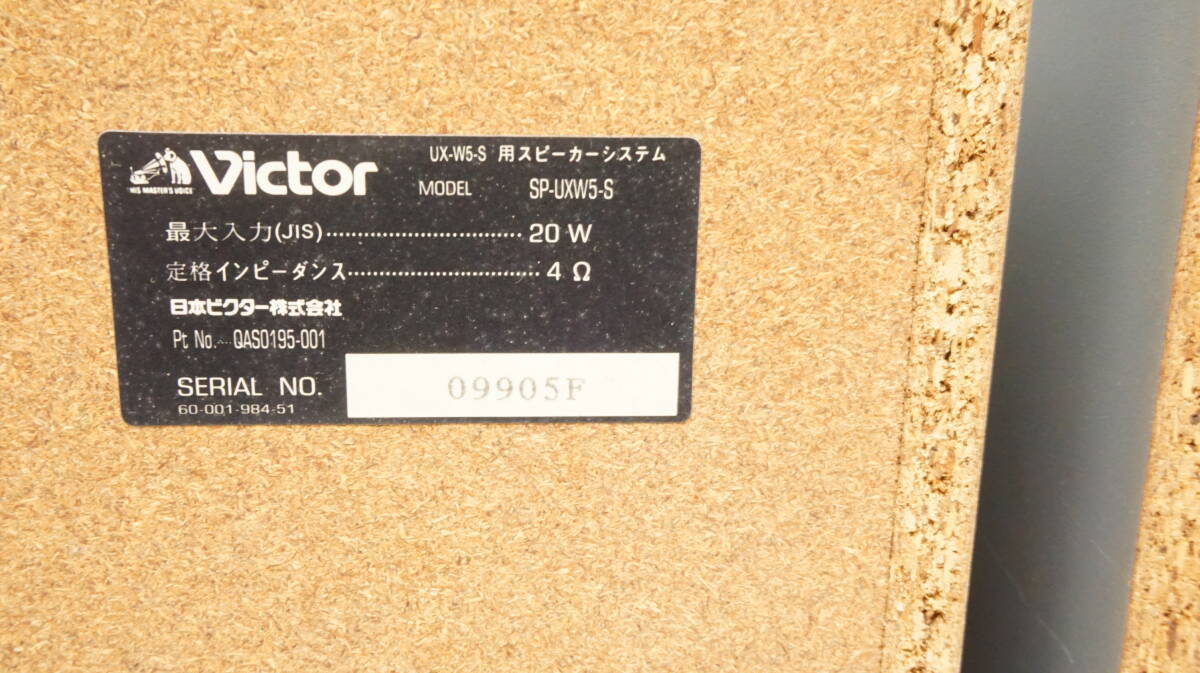 Victor
HIS MASTER'S VOICE
UX-W5-S 用スピーカーシステム
MODEL SP-UXW5-S
最大入力(JIS)······························ 20 W
定格インピーダンス······························ 4 Ω
日本ビクター株式会社
Pt No.····QAS0195-001
SERIAL NO. 09905F
60-001-984-51